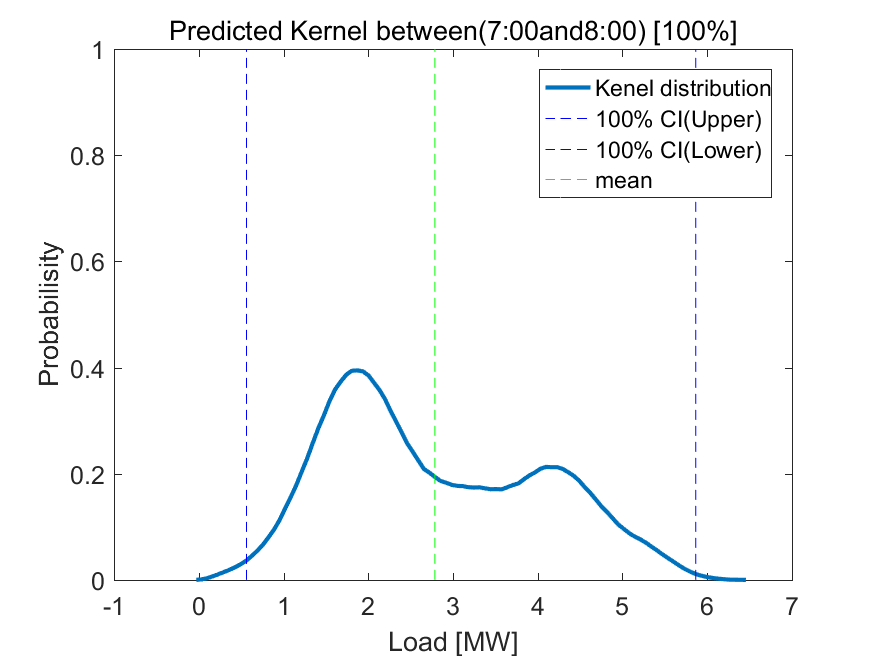 Predicted Kernel between(7:00and8:00) [100%]
1
0.8
0.6
0.4
0.2
0
Probabilisity
Kenel distribution
100% CI(Upper)
100% CI(Lower)
mean
-1 0 1 2 3 4 5 6 7
Load [MW]